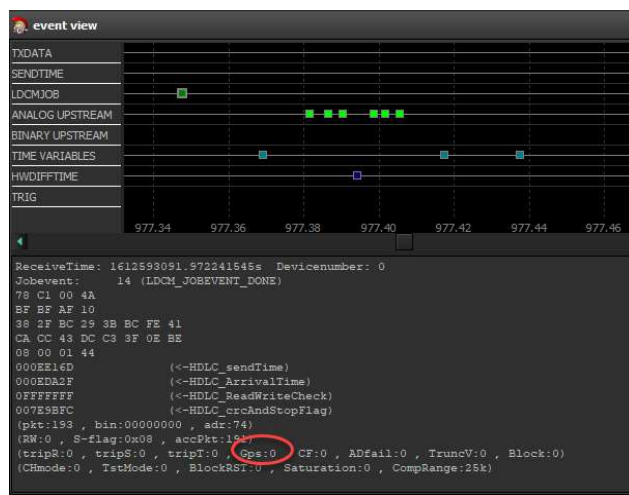 event view
TXDATA
SENDTIME
LDCMJOB
ANALOG UPSTREAM
BINARY UPSTREAM
TIME VARIABLES
HWDIFFTIME
TRIG
977.34 977.36 977.38 977.40 977.42 977.44 977.46
ReceiveTime: 1612593091.972241545s Devicenumber: 0
Jobevent: 14 (LDCM_JOBEVENT_DONE)
78 C1 00 4A
BF BF AF 10
38 2F BC 29 3B BC FE 41
CA CC 43 DC C3 3F 0E BE
08 00 01 44
000EE16D (<-HDLC_sendTime)
000EDA2F (<-HDLC_ArrivalTime)
0FFFFFFF (<-HDLC_ReadWriteCheck)
007E9BFC (<-HDLC_crcAndStopFlag)
(pkt:193 , bin:00000000 , adr:74)
(RW:0 , S-flag:0x08 , accPkt:191)
(tripR:0 , tripS:0 , tripT:0 , Gps:0 , CF:0 , ADfail:0 , TruncV:0 , Block:0)
(CHmode:0 , TstMode:0 , BlockRST:0 , Saturation:0 , CompRange:25k)